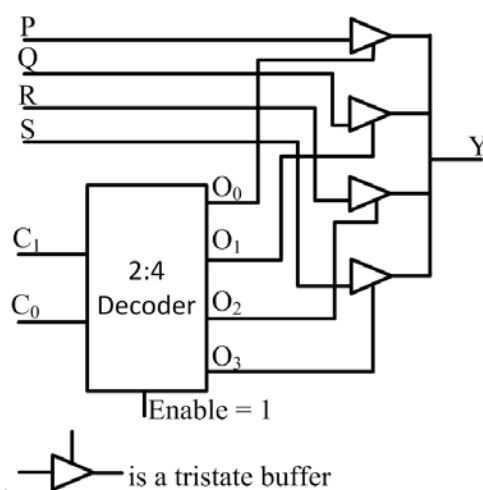 P
Q
R
S
Y
O₀
O₁
C₁
2:4
Decoder
C₀
O₂
O₃
Enable = 1
is a tristate buffer